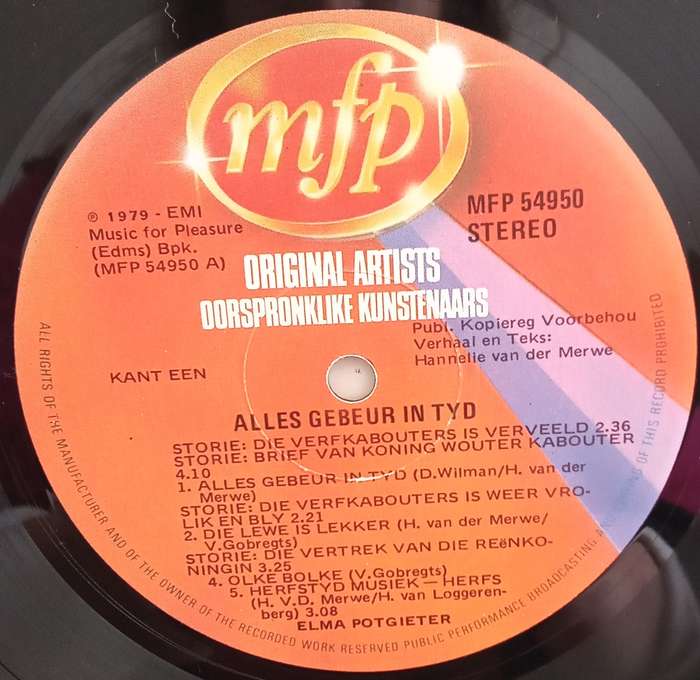 mfp
℗ 1979 - EMI
Music for Pleasure
(Edms) Bpk.
(MFP 54950 A)
MFP 54950
STEREO
ORIGINAL ARTISTS
OORSPRONKLIKE KUNSTENAARS
Publ. Kopiereg Voorbehou
Verhaal en Teks:
Hannelie van der Merwe
KANT EEN
ALLES GEBEUR IN TYD
STORIE: DIE VERFKABOUTERS IS VERVEELD 2.36
STORIE: BRIEF VAN KONING WOUTER KABOUTER
4.10
1. ALLES GEBEUR IN TYD (D.Wilman/H. van der
Merwe)
STORIE: DIE VERFKABOUTERS IS WEER VRO-
LIK EN BLY 2.21
2. DIE LEWE IS LEKKER (H. van der Merwe/
V.Gobregts)
STORIE: DIE VERTREK VAN DIE REëNKO-
NINGIN 3.25
4. OLKE BOLKE (V.Gobregts)
5. HERFSTYD MUSIEK — HERFS
(H. V.D. Merwe/H. van Loggeren-
berg) 3.08
ELMA POTGIETER
ALL RIGHTS OF THE MANUFACTURER AND OF THE OWNER OF THE RECORDED WORK RESERVED PUBLIC PERFORMANCE BROADCASTING AND OF THIS RECORD PROHIBITED